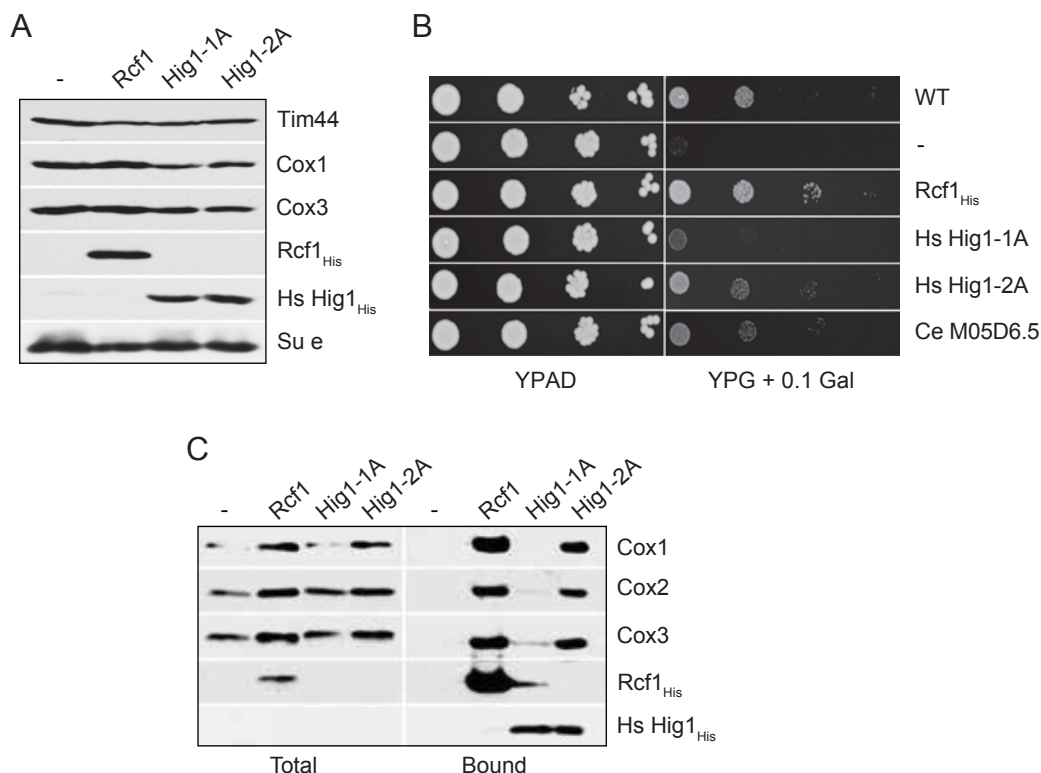 A
- Rcf1 Hig1-1A Hig1-2A
Tim44
Cox1
Cox3
Rcf1His
Hs Hig1His
Su e
B
WT
-
Rcf1His
Hs Hig1-1A
Hs Hig1-2A
Ce M05D6.5
YPAD YPG + 0.1 Gal
C
- Rcf1 Hig1-1A Hig1-2A - Rcf1 Hig1-1A Hig1-2A
Cox1
Cox2
Cox3
Rcf1His
Hs Hig1His
Total Bound